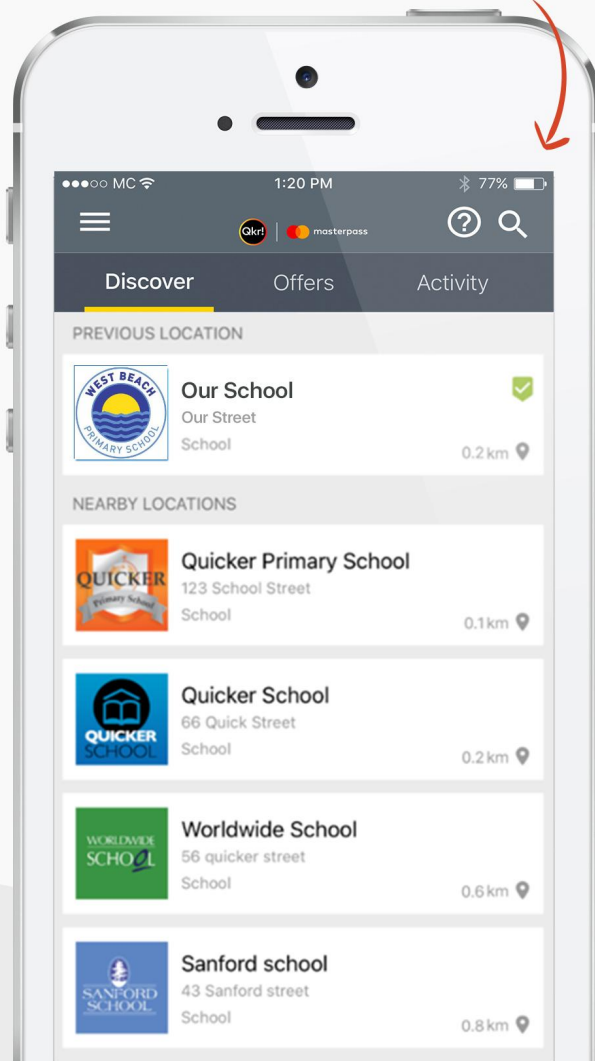 MC
1:20 PM
77%
Qkr!
masterpass
Discover
Offers
Activity
PREVIOUS LOCATION
WEST BEACH
PRIMARY SCHOOL
Our School
Our Street
School
0.2 km
NEARBY LOCATIONS
QUICKER
Primary School
Quicker Primary School
123 School Street
School
0.1 km
QUICKER
SCHOOL
Quicker School
66 Quick Street
School
0.2 km
WORLDWIDE
SCHOOL
Worldwide School
56 quicker street
School
0.6 km
SANFORD
SCHOOL
Sanford school
43 Sanford street
School
0.8 km